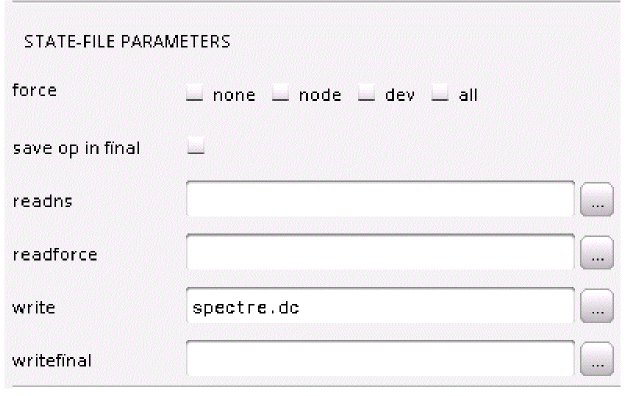 STATE-FILE PARAMETERS
force none node dev all
save op in final
readns ...
readforce ...
write spectre.dc ...
writefinal ...